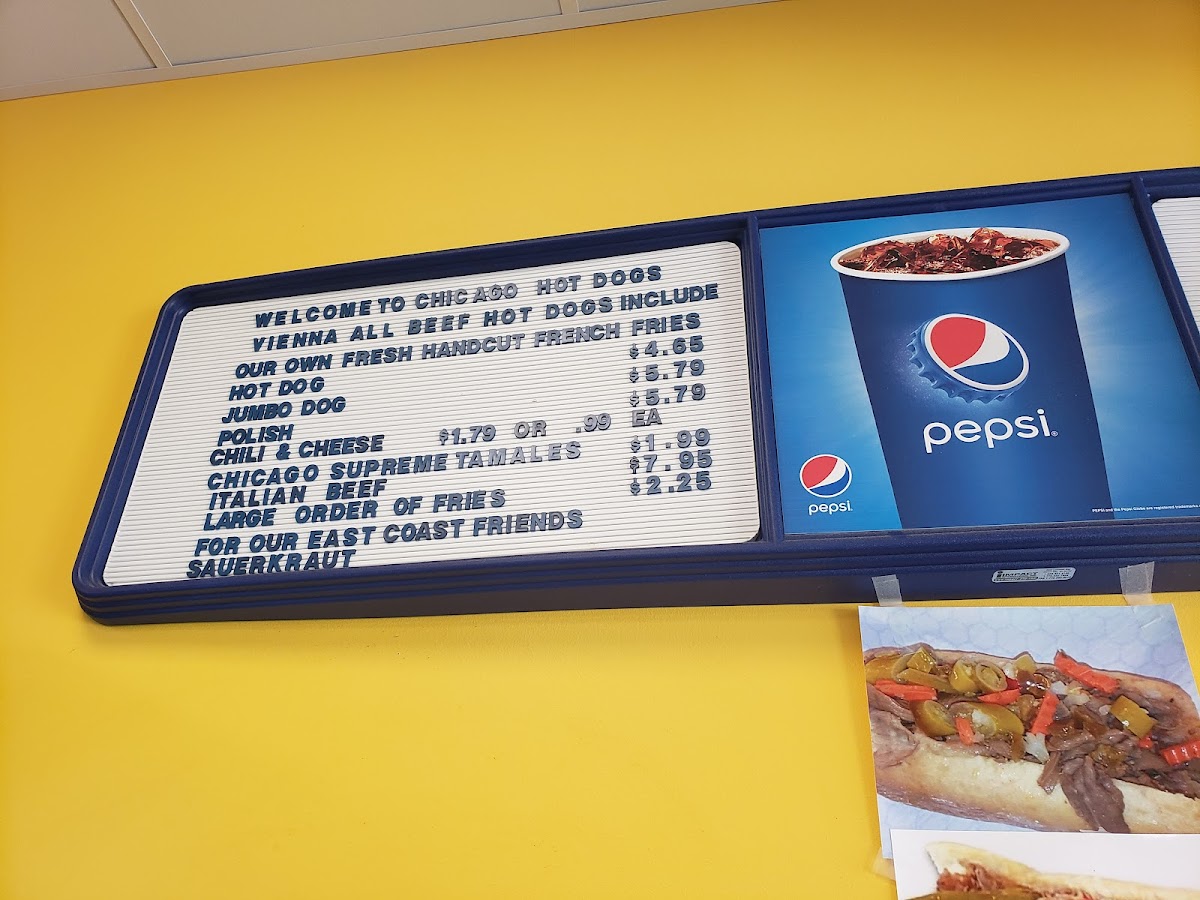 WELCOME TO CHICAGO HOT DOGS
VIENNA ALL BEEF HOT DOGS INCLUDE
OUR OWN FRESH HANDCUT FRENCH FRIES
HOT DOG $4.65
JUMBO DOG $5.79
POLISH $5.79
CHILI & CHEESE $1.79 OR .99 EA
CHICAGO SUPREME TAMALES $1.99
ITALIAN BEEF $7.95
LARGE ORDER OF FRIES $2.25
FOR OUR EAST COAST FRIENDS
SAUERKRAUT
pepsi
pepsi
IMPACT